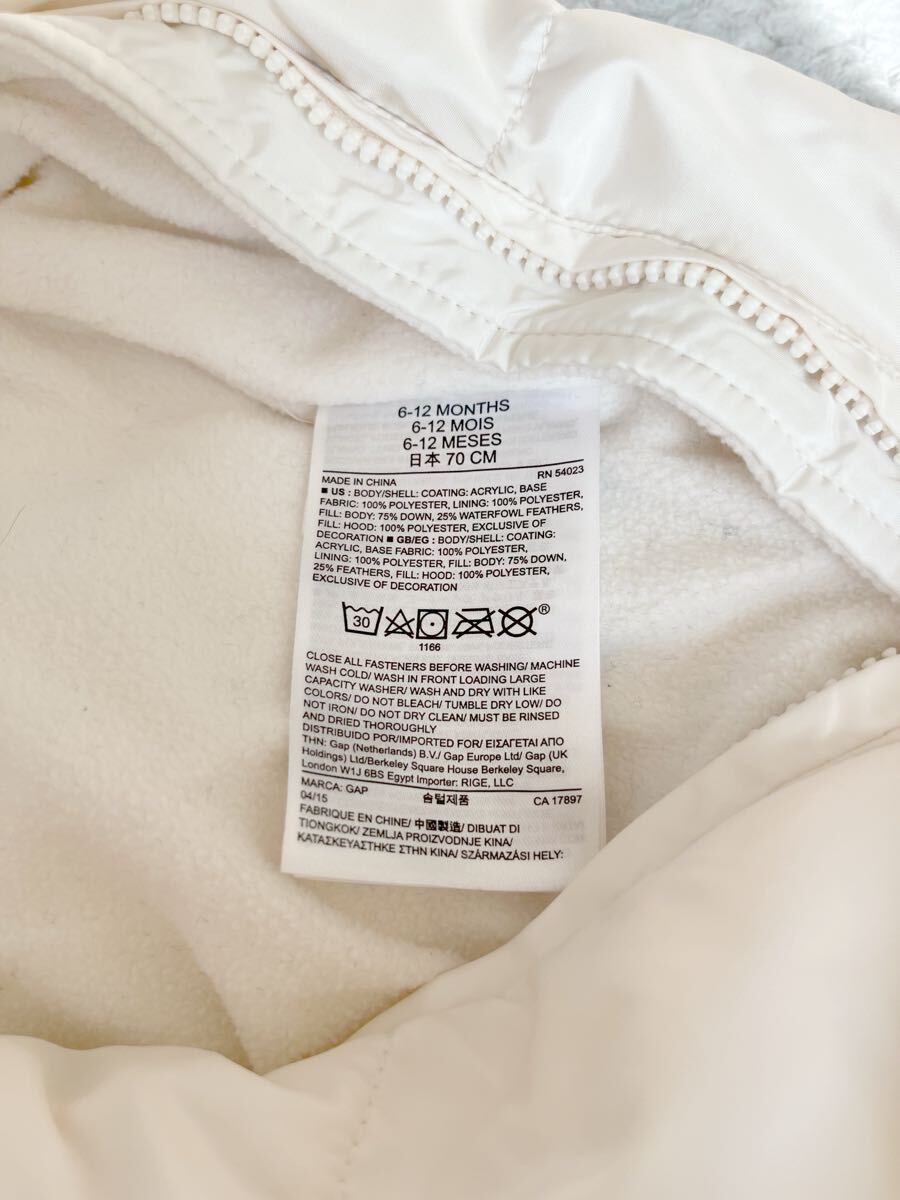 6-12 MONTHS
6-12 MOIS
6-12 MESES
日本 70 CM
RN 54023
MADE IN CHINA
■ US : BODY/SHELL: COATING: ACRYLIC, BASE
FABRIC: 100% POLYESTER, LINING: 100% POLYESTER,
FILL: BODY: 75% DOWN, 25% WATERFOWL FEATHERS,
FILL: HOOD: 100% POLYESTER, EXCLUSIVE OF
DECORATION ■ GB/EG : BODY/SHELL: COATING:
ACRYLIC, BASE FABRIC: 100% POLYESTER,
LINING: 100% POLYESTER, FILL: BODY: 75% DOWN,
25% FEATHERS, FILL: HOOD: 100% POLYESTER,
EXCLUSIVE OF DECORATION
30
®
1166
CLOSE ALL FASTENERS BEFORE WASHING/ MACHINE
WASH COLD/ WASH IN FRONT LOADING LARGE
CAPACITY WASHER/ WASH AND DRY WITH LIKE
COLORS/ DO NOT BLEACH/ TUMBLE DRY LOW/ DO
NOT IRON/ DO NOT DRY CLEAN/ MUST BE RINSED
AND DRIED THOROUGHLY
DISTRIBUIDO POR/IMPORTED FOR/ ΕΙΣΑΓΕΤΑΙ ΑΠΟ
THN: Gap (Netherlands) B.V./ Gap Europe Ltd/ Gap (UK
Holdings) Ltd/Berkeley Square House Berkeley Square,
London W1J 6BS Egypt Importer: RIGE, LLC
MARCA: GAP
04/15 솜털제품 CA 17897
FABRIQUE EN CHINE/ 中國製造/ DIBUAT DI
TIONGKOK/ ZEMLJA PROIZVODNJE KINA/
ΚΑΤΑΣΚΕΥΑΣΤΗΚΕ ΣΤΗΝ ΚΙΝΑ/ SZÁRMAZÁSI HELY: